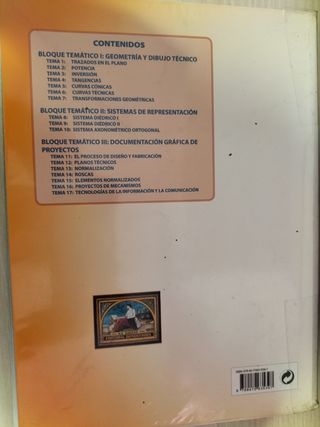 CONTENIDOS
BLOQUE TEMÁTICO I: GEOMETRÍA Y DIBUJO TÉCNICO
TEMA 1: TRAZADOS EN EL PLANO
TEMA 2: POTENCIA
TEMA 3: INVERSIÓN
TEMA 4: TANGENCIAS
TEMA 5: CURVAS CÓNICAS
TEMA 6: CURVAS TÉCNICAS
TEMA 7: TRANSFORMACIONES GEOMÉTRICAS
BLOQUE TEMÁTICO II: SISTEMAS DE REPRESENTACIÓN
TEMA 8: SISTEMA DIÉDRICO I
TEMA 9: SISTEMA DIÉDRICO II
TEMA 10: SISTEMA AXONOMÉTRICO ORTOGONAL
BLOQUE TEMÁTICO III: DOCUMENTACIÓN GRÁFICA DE
PROYECTOS
TEMA 11: EL PROCESO DE DISEÑO Y FABRICACIÓN
TEMA 12: PLANOS TÉCNICOS
TEMA 13: NORMALIZACIÓN
TEMA 14: ROSCAS
TEMA 15: ELEMENTOS NORMALIZADOS
TEMA 16: PROYECTOS DE MECANISMOS
TEMA 17: TECNOLOGÍAS DE LA INFORMACIÓN Y LA COMUNICACIÓN